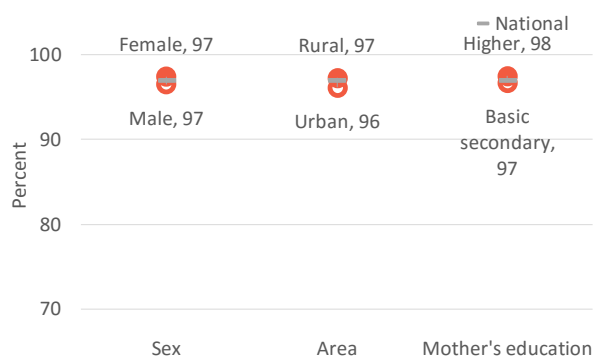 National
Female, 97
Rural, 97
Higher, 98
100
Male, 97
Urban, 96
Basic
secondary,
97
90
Percent
80
70
Sex
Area
Mother's education